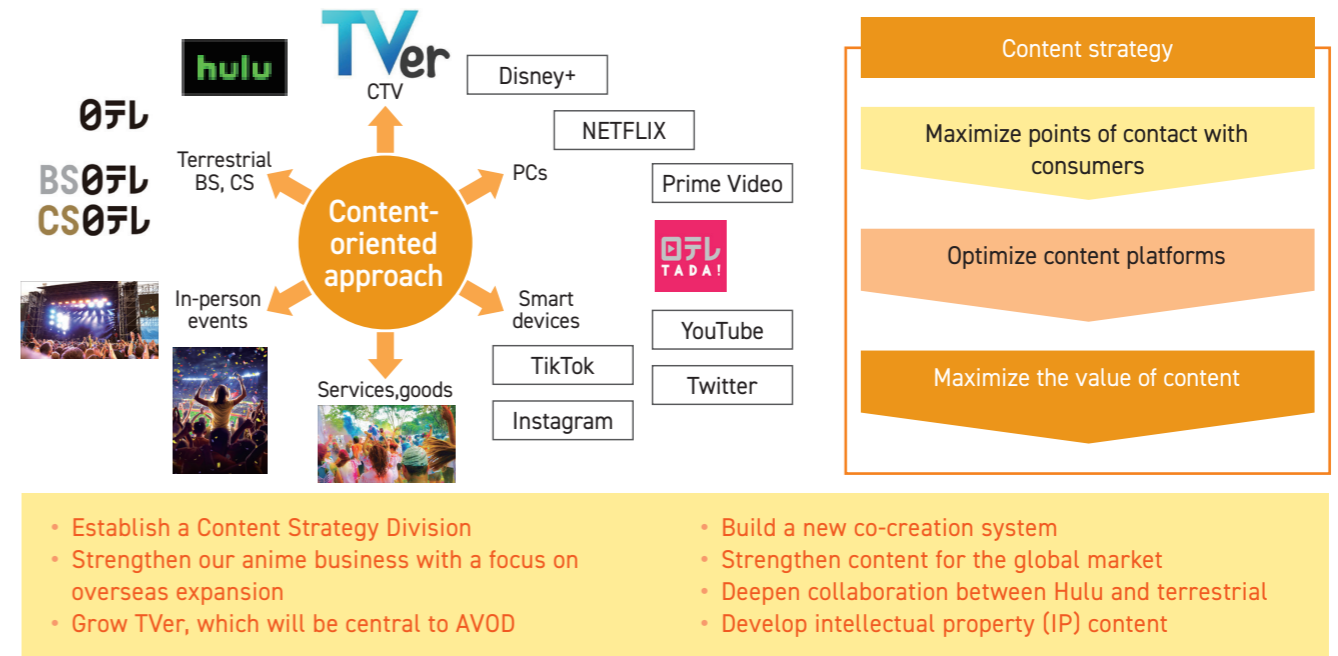 hulu
TVer
CTV
日テレ
BS日テレ
CS日テレ
Terrestrial
BS, CS
Disney+
NETFLIX
PCs
Prime Video
日テレ
TADA!
Content-
oriented
approach
In-person
events
Smart
devices
YouTube
TikTok
Twitter
Instagram
Services,goods
Content strategy
Maximize points of contact with
consumers
Optimize content platforms
Maximize the value of content
• Establish a Content Strategy Division
• Strengthen our anime business with a focus on
overseas expansion
• Grow TVer, which will be central to AVOD
• Build a new co-creation system
• Strengthen content for the global market
• Deepen collaboration between Hulu and terrestrial
• Develop intellectual property (IP) content